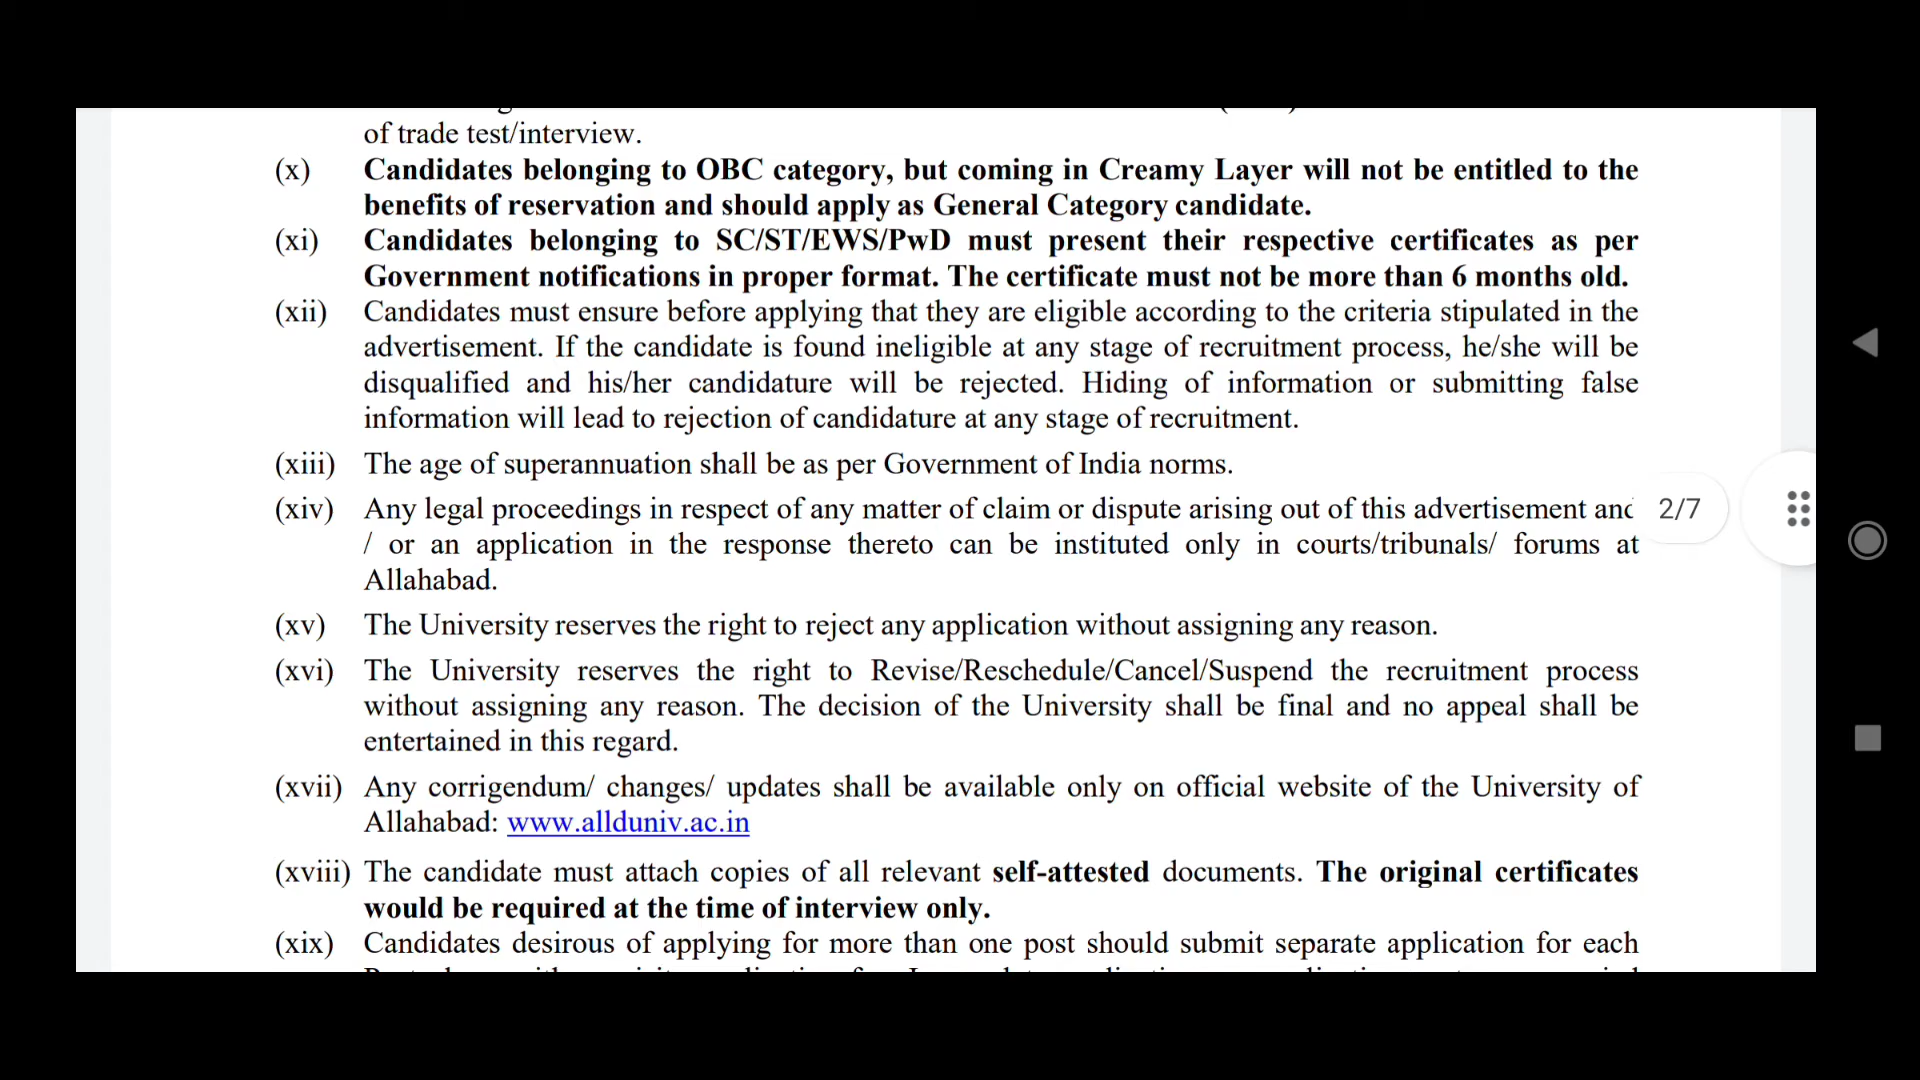 of trade test/interview.
(x) Candidates belonging to OBC category, but coming in Creamy Layer will not be entitled to the
benefits of reservation and should apply as General Category candidate.
(xi) Candidates belonging to SC/ST/EWS/PwD must present their respective certificates as per
Government notifications in proper format. The certificate must not be more than 6 months old.
(xii) Candidates must ensure before applying that they are eligible according to the criteria stipulated in the
advertisement. If the candidate is found ineligible at any stage of recruitment process, he/she will be
disqualified and his/her candidature will be rejected. Hiding of information or submitting false
information will lead to rejection of candidature at any stage of recruitment.
(xiii) The age of superannuation shall be as per Government of India norms.
(xiv) Any legal proceedings in respect of any matter of claim or dispute arising out of this advertisement and
/ or an application in the response thereto can be instituted only in courts/tribunals/ forums at
Allahabad.
2/7
(xv) The University reserves the right to reject any application without assigning any reason.
(xvi) The University reserves the right to Revise/Reschedule/Cancel/Suspend the recruitment process
without assigning any reason. The decision of the University shall be final and no appeal shall be
entertained in this regard.
(xvii) Any corrigendum/ changes/ updates shall be available only on official website of the University of
Allahabad: www.allduniv.ac.in
(xviii) The candidate must attach copies of all relevant self-attested documents. The original certificates
would be required at the time of interview only.
(xix) Candidates desirous of applying for more than one post should submit separate application for each